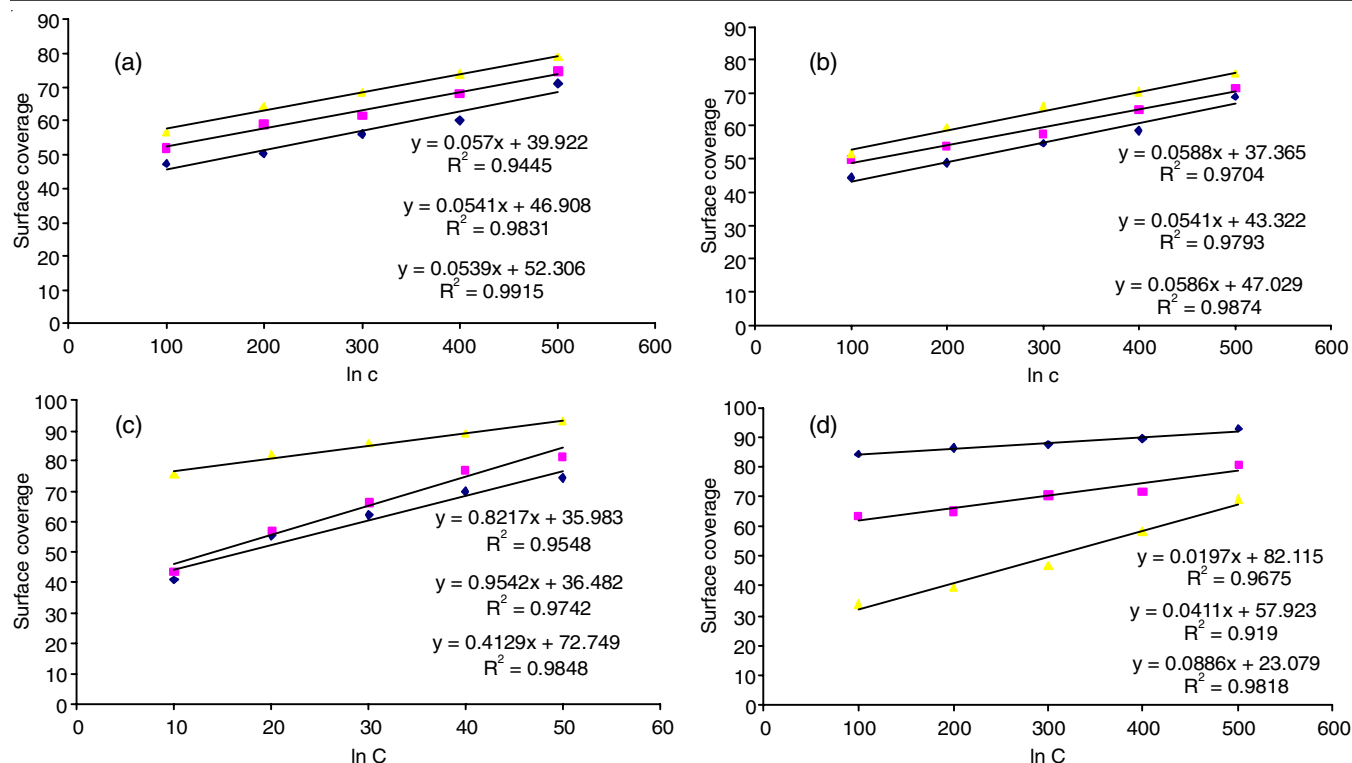 (a)
Surface coverage
90
80
70
60
50
40
30
20
10
0
y = 0.057x + 39.922
R² = 0.9445
y = 0.0541x + 46.908
R² = 0.9831
y = 0.0539x + 52.306
R² = 0.9915
0 100 200 300 400 500 600
ln c
(b)
Surface coverage
90
80
70
60
50
40
30
20
10
0
y = 0.0588x + 37.365
R² = 0.9704
y = 0.0541x + 43.322
R² = 0.9793
y = 0.0586x + 47.029
R² = 0.9874
0 100 200 300 400 500 600
ln c
(c)
Surface coverage
100
90
80
70
60
50
40
30
20
10
0
y = 0.8217x + 35.983
R² = 0.9548
y = 0.9542x + 36.482
R² = 0.9742
y = 0.4129x + 72.749
R² = 0.9848
0 10 20 30 40 50 60
ln C
(d)
Surface coverage
100
90
80
70
60
50
40
30
20
10
0
y = 0.0197x + 82.115
R² = 0.9675
y = 0.0411x + 57.923
R² = 0.919
y = 0.0886x + 23.079
R² = 0.9818
0 100 200 300 400 500 600
ln C